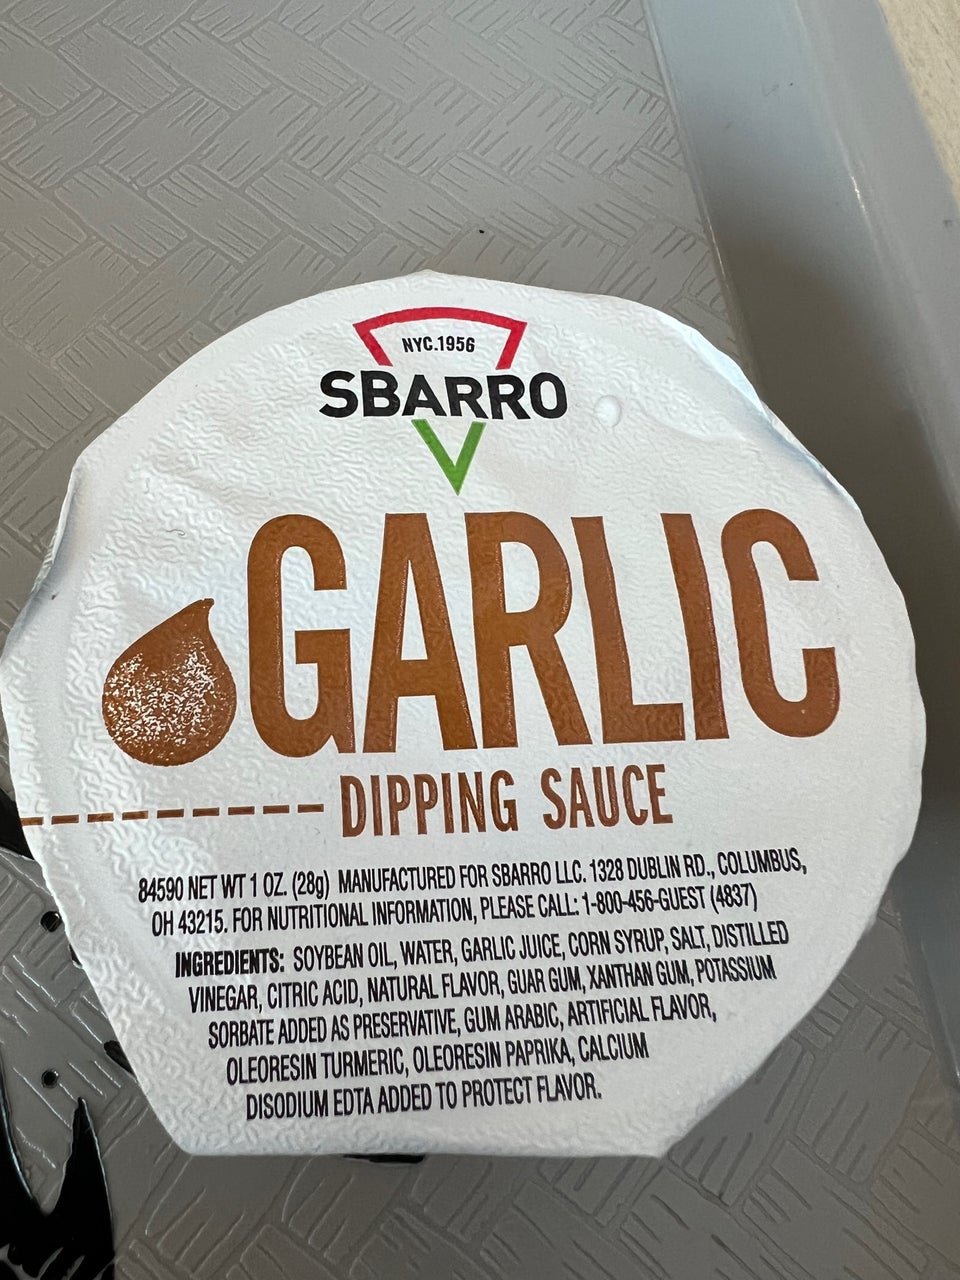 NYC.1956
SBARRO
GARLIC
DIPPING SAUCE
84590 NET WT 1 OZ. (28g) MANUFACTURED FOR SBARRO LLC. 1328 DUBLIN RD., COLUMBUS,
OH 43215. FOR NUTRITIONAL INFORMATION, PLEASE CALL: 1-800-456-GUEST (4837)
INGREDIENTS: SOYBEAN OIL, WATER, GARLIC JUICE, CORN SYRUP, SALT, DISTILLED
VINEGAR, CITRIC ACID, NATURAL FLAVOR, GUAR GUM, XANTHAN GUM, POTASSIUM
SORBATE ADDED AS PRESERVATIVE, GUM ARABIC, ARTIFICIAL FLAVOR,
OLEORESIN TURMERIC, OLEORESIN PAPRIKA, CALCIUM
DISODIUM EDTA ADDED TO PROTECT FLAVOR.